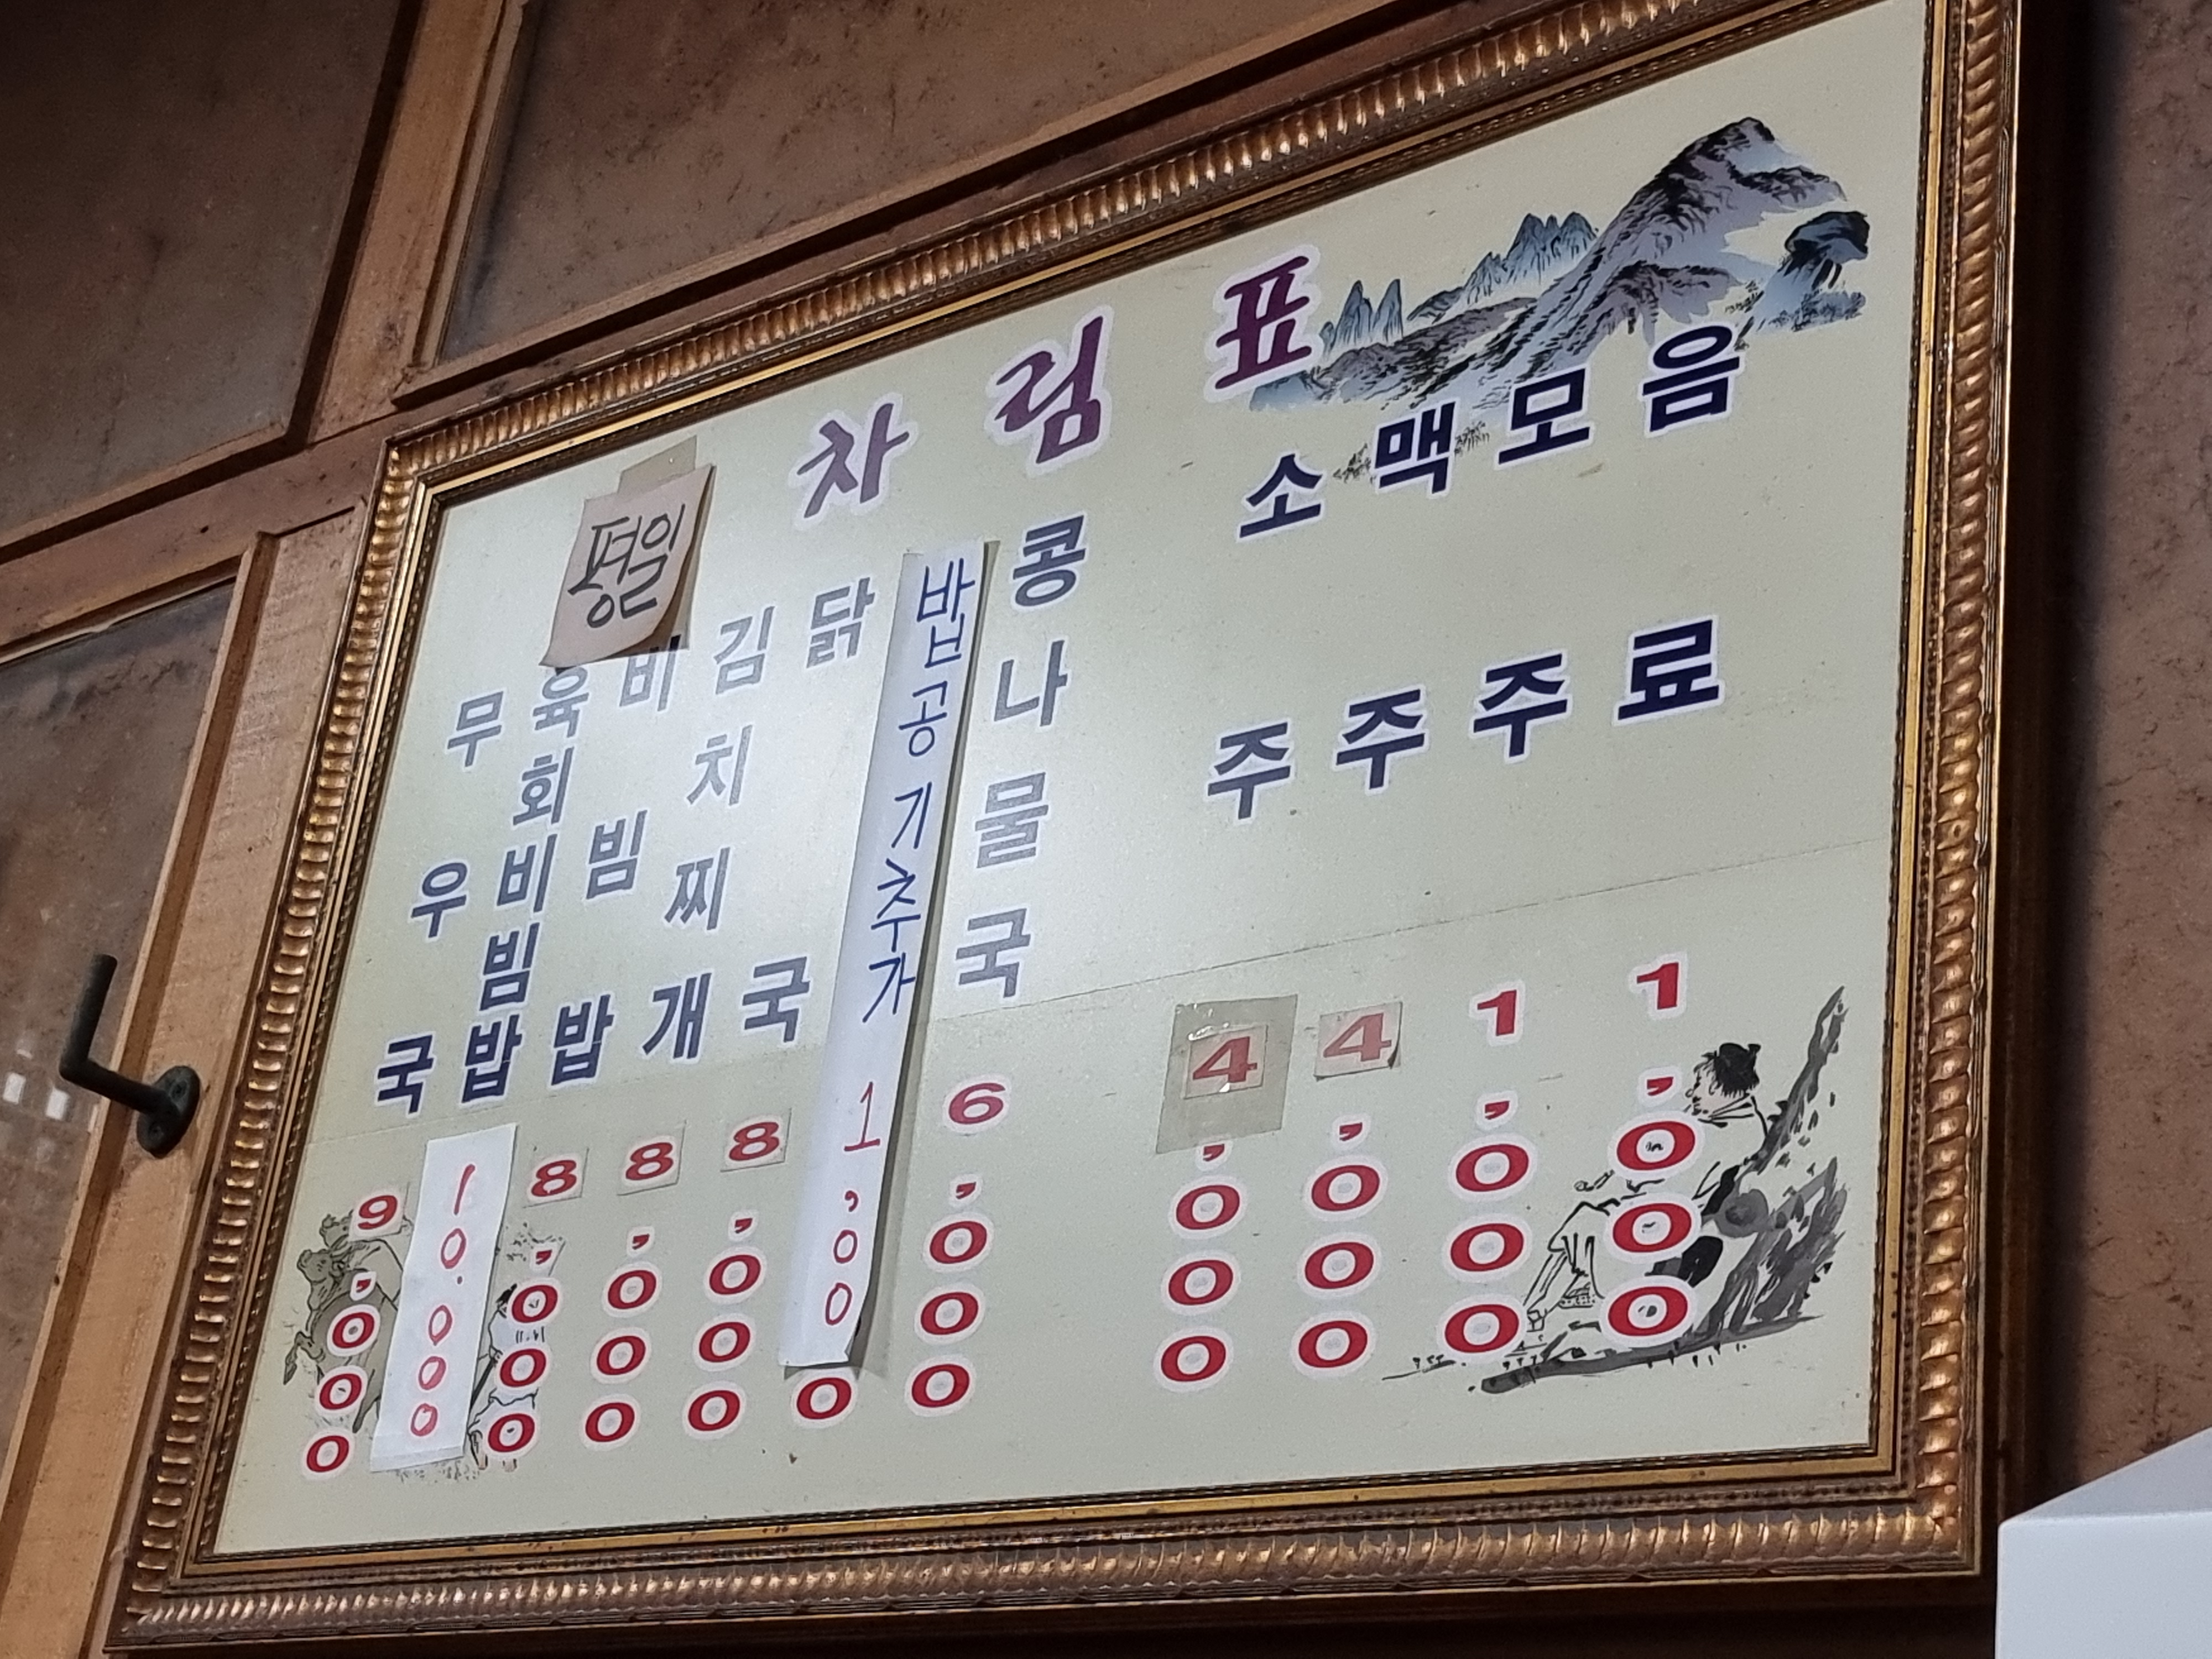 차림표
평일
무우국 9,000
육회비빔밥 10.000
비빔밥 8,000
김치찌개 8,000
닭국 8,000
밥공기추가 1,000
콩나물국 6,000
소주 4,000
맥주 4,000
모주 1,000
음료 1,000